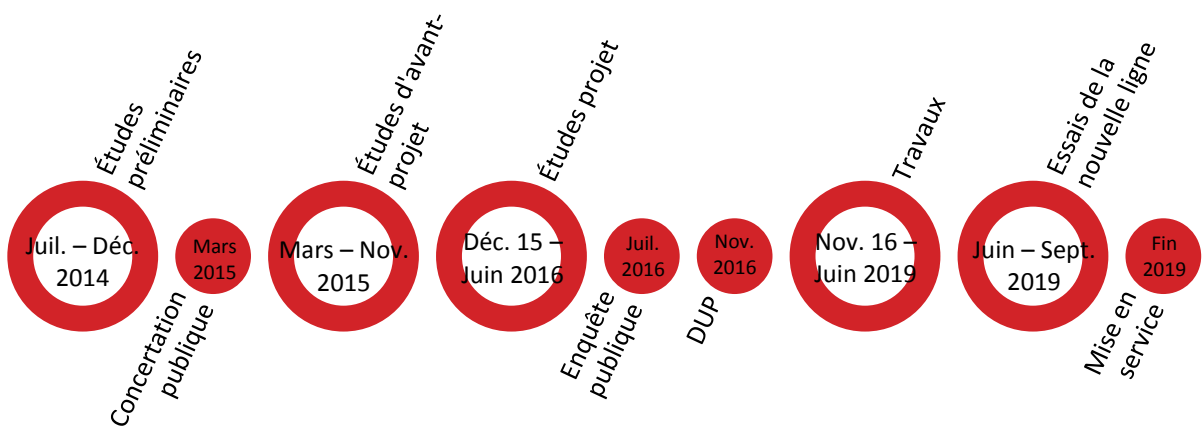 Études
préliminaires
Juil. – Déc.
2014
Mars
2015
Concertation
publique
Études d'avant-
projet
Mars – Nov.
2015
Études projet
Déc. 15 –
Juin 2016
Juil.
2016
Enquête
publique
Nov.
2016
DUP
Travaux
Nov. 16 –
Juin 2019
Essais de la
nouvelle ligne
Juin – Sept.
2019
Fin
2019
Mise en
service